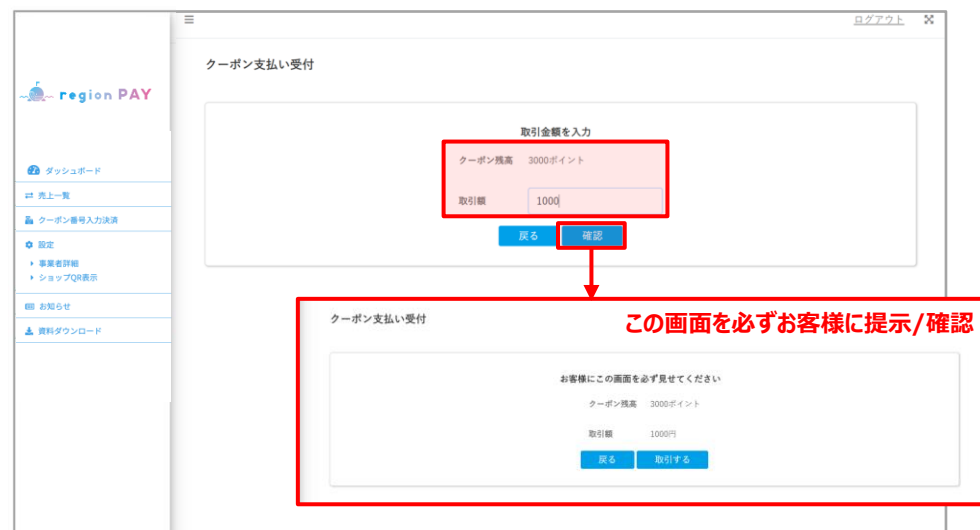 ログアウト
クーポン支払い受付
region PAY
取引金額を入力
クーポン残高 3000ポイント
取引額 1000
戻る 確認
ダッシュボード
売上一覧
クーポン番号入力決済
設定
事業者詳細
ショップQR表示
お知らせ
資料ダウンロード
クーポン支払い受付
この画面を必ずお客様に提示/確認
お客様にこの画面を必ず見せてください
クーポン残高 3000ポイント
取引額 1000円
戻る 取引する